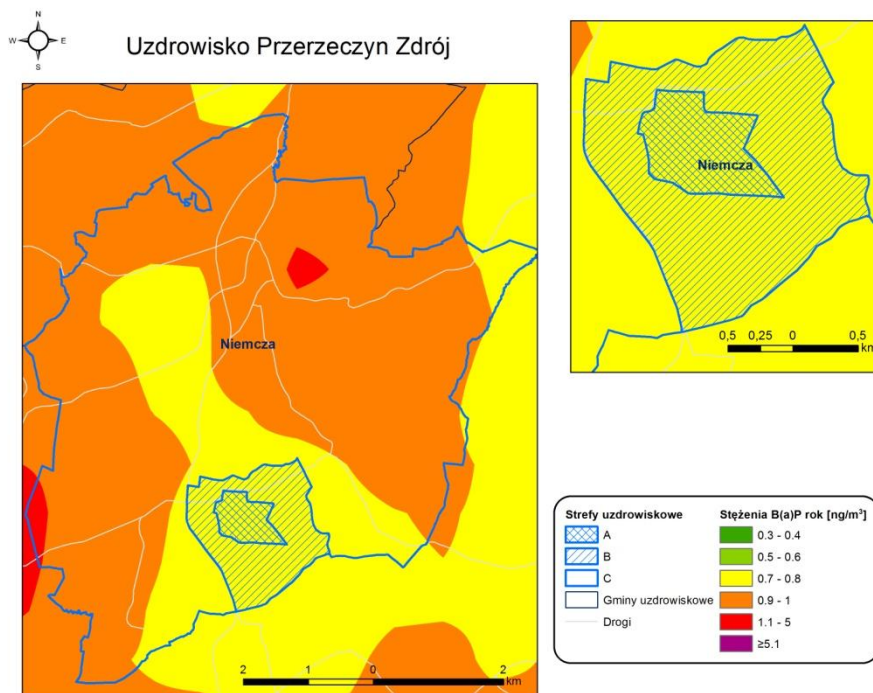 N
W E
S
Uzdrowisko Przerzeczyn Zdrój
Niemcza
2 1 0 2
km
Niemcza
0,5 0,25 0 0,5
km
Strefy uzdrowiskowe
A
B
C
Gminy uzdrowiskowe
Drogi
Stężenia B(a)P rok [ng/m³]
0.3 - 0.4
0.5 - 0.6
0.7 - 0.8
0.9 - 1
1.1 - 5
≥5.1